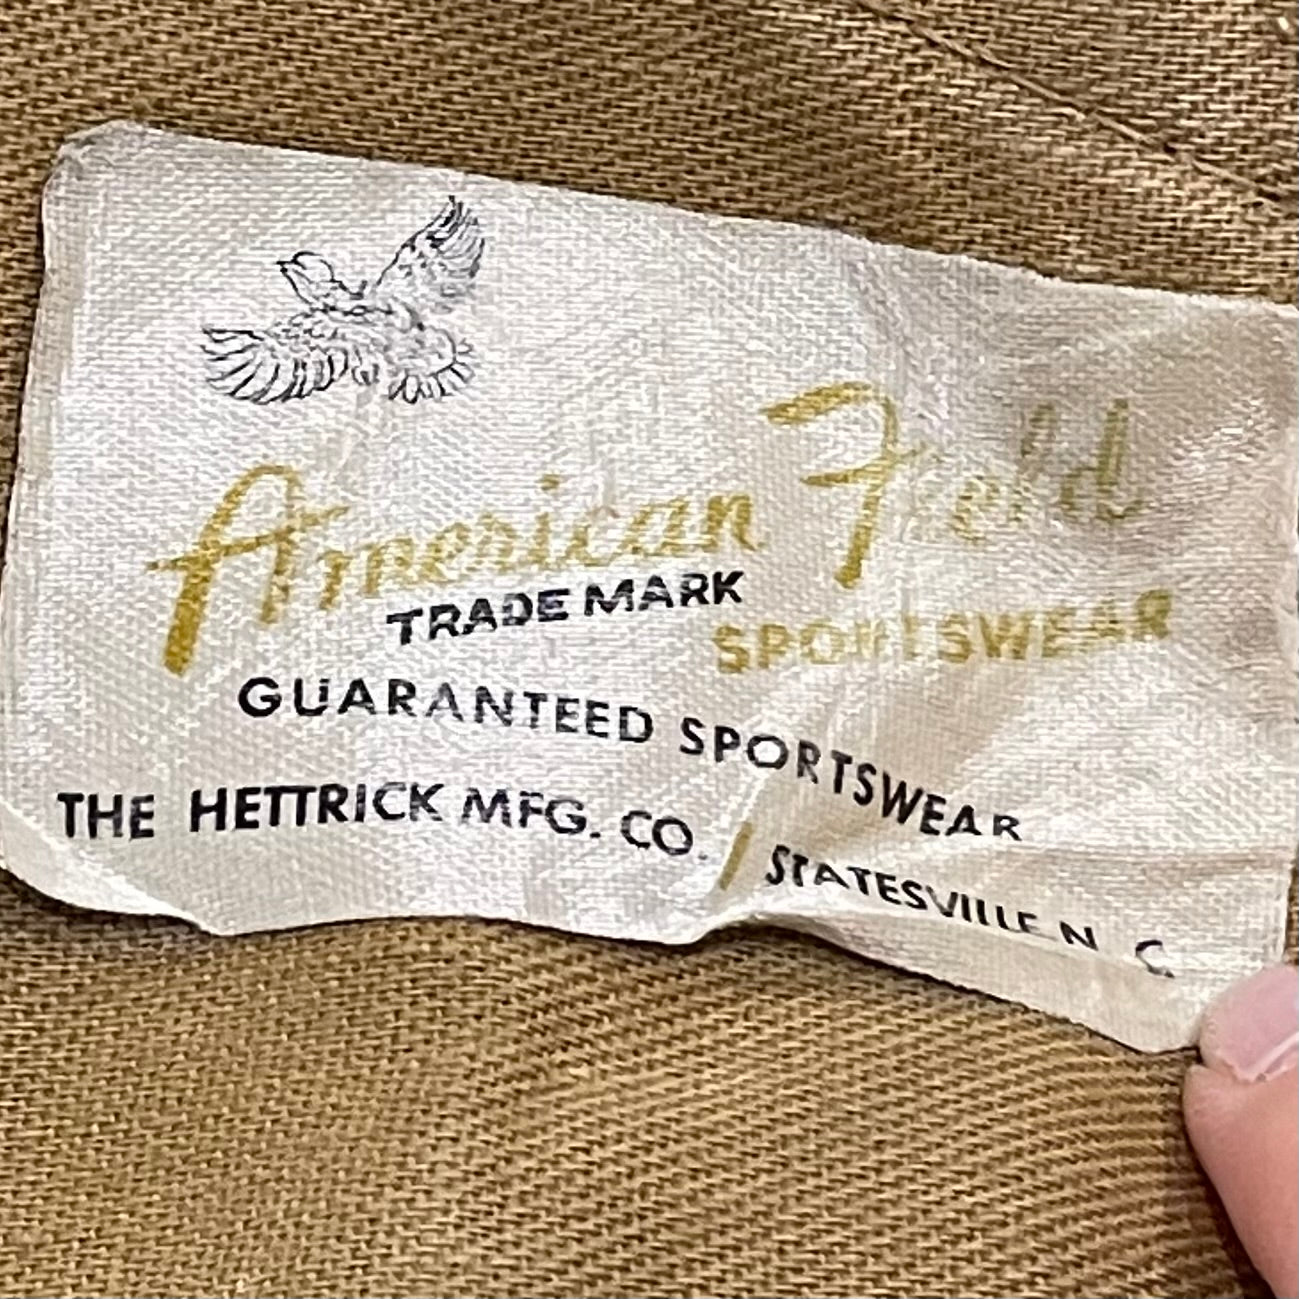 American Field
TRADE MARK
SPORTSWEAR
GUARANTEED SPORTSWEAR
THE HETTRICK MFG. CO. / STATESVILLE N. C.